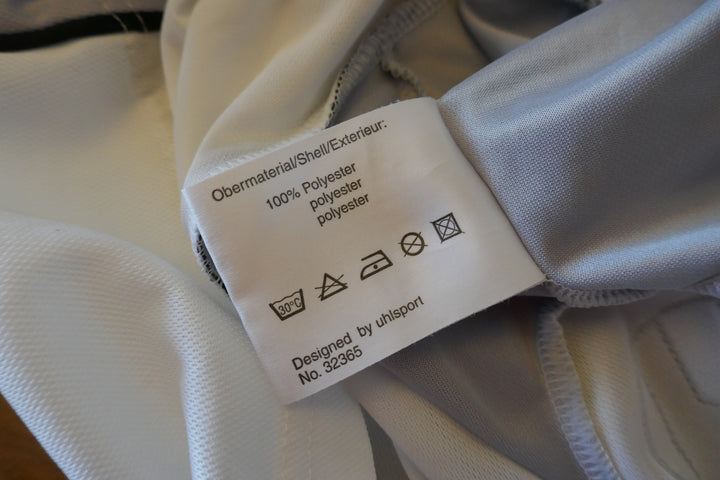 Obermaterial/Shell/Exterieur:
100% Polyester
polyester
polyester
30°C
Designed by uhlsport
No. 32365